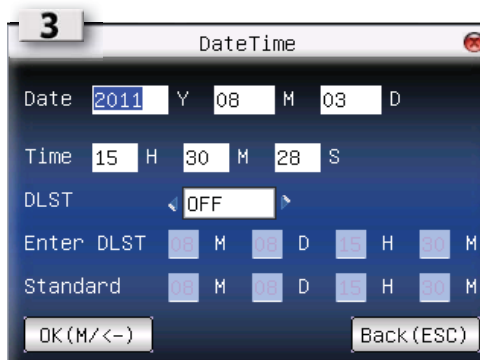 3
DateTime
Date 2011 Y 08 M 03 D
Time 15 H 30 M 28 S
DLST OFF
Enter DLST 08 M 08 D 15 H 30 M
Standard 08 M 08 D 15 H 30 M
OK(M/<-) Back(ESC)